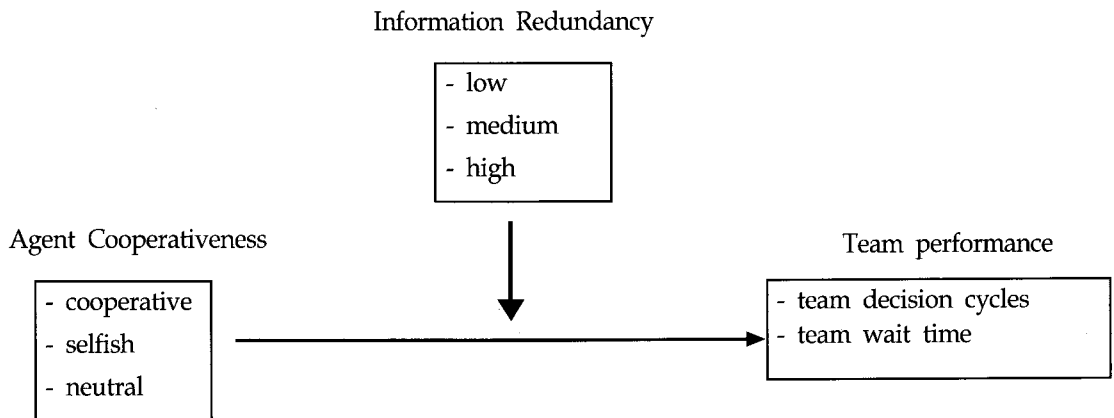 Information Redundancy
- low
- medium
- high
Agent Cooperativeness
- cooperative
- selfish
- neutral
Team performance
- team decision cycles
- team wait time